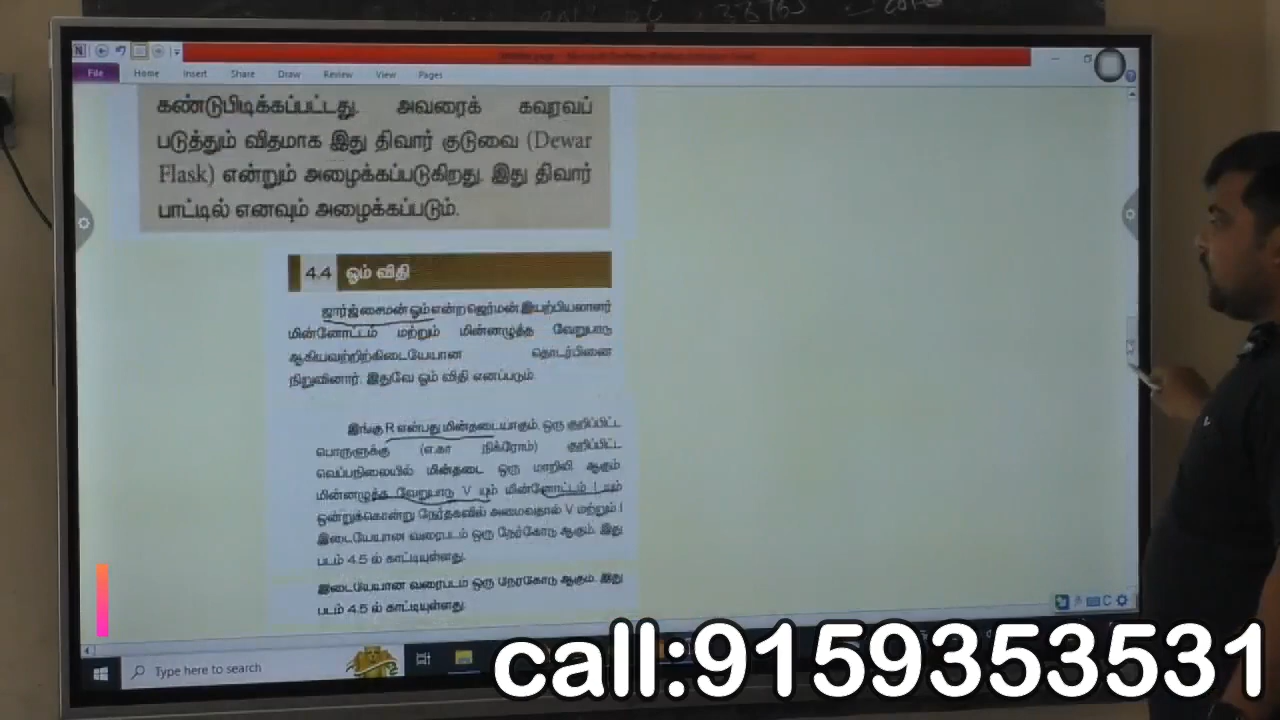 File Home Insert Share Draw Review View Pages
கண்டுபிடிக்கப்பட்டது. அவரைக் கவுரவப்
படுத்தும் விதமாக இது திவார் குடுவை (Dewar
Flask) என்றும் அழைக்கப்படுகிறது. இது திவார்
பாட்டில் எனவும் அழைக்கப்படும்.
4.4 ஓம் விதி
ஜார்ஜ் சைமன் ஓம் என்ற ஜெர்மன் இயற்பியலாளர்
மின்னோட்டம் மற்றும் மின்னழுத்த வேறுபாடு
ஆகியவற்றிற்கிடையேயான தொடர்பினை
நிறுவினார். இதுவே ஓம் விதி எனப்படும்.
இங்கு R என்பது மின்தடையாகும். ஒரு குறிப்பிட்ட
பொருளுக்கு (எ.கா நிக்ரோம்) குறிப்பிட்ட
வெப்பநிலையில் மின்தடை ஒரு மாறிலி ஆகும்
மின்னழுத்த வேறுபாடு V யும் மின்னோட்டம் I யும்
ஒன்றுக்கொன்று நேர்தகவில் அமைவதால் V மற்றும் I
இடையேயான வரைபடம் ஒரு நேர்கோடு ஆகும். இது
படம் 4.5 ல் காட்டியுள்ளது.
இடையேயான வரைபடம் ஒரு நேர்கோடு ஆகும். இது
படம் 4.5 ல் காட்டியுள்ளது.
Type here to search
call:9159353531